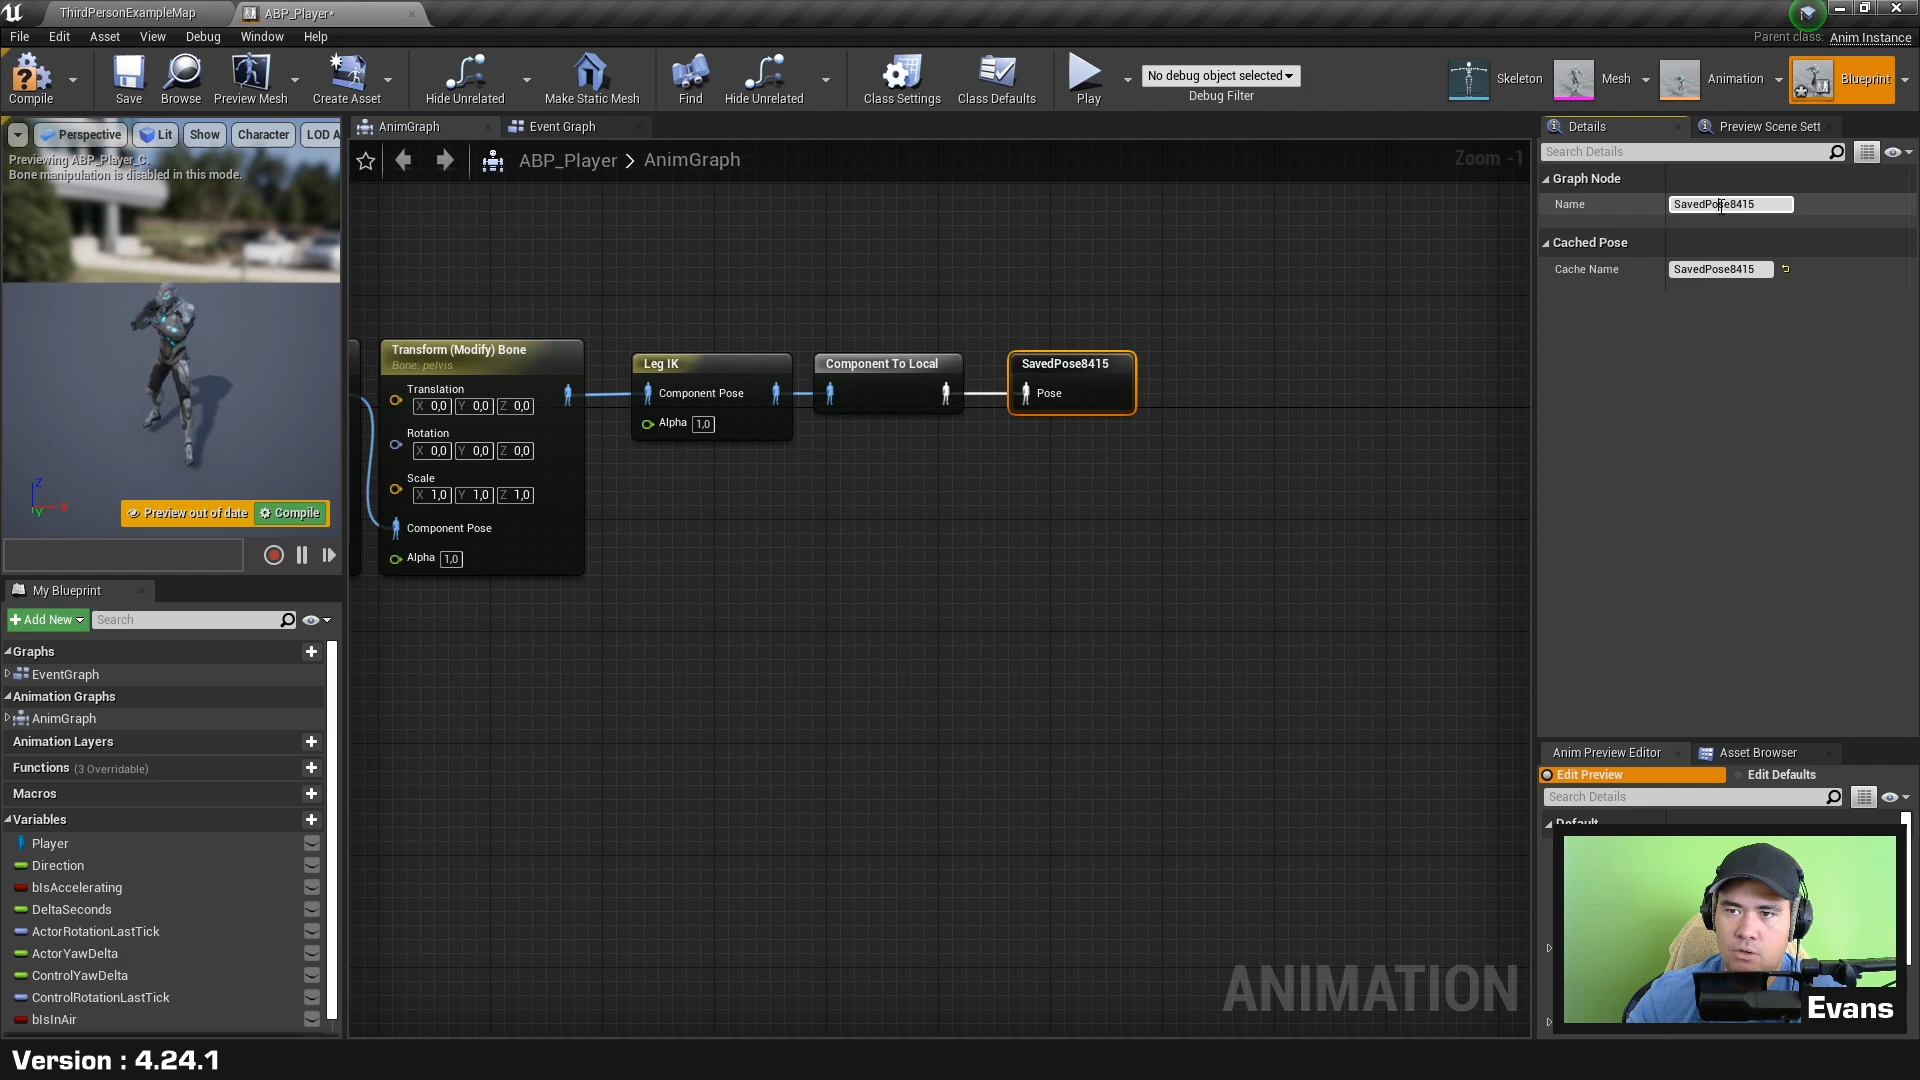 ThirdPersonExampleMap
ABP_Player*
File Edit Asset View Debug Window Help
Parent class: Anim Instance
Compile
Save
Browse
Preview Mesh
Create Asset
Hide Unrelated
Make Static Mesh
Find
Hide Unrelated
Class Settings
Class Defaults
Play
No debug object selected
Debug Filter
Skeleton
Mesh
Animation
Blueprint
Perspective
Lit
Show
Character
LOD A
Previewing ABP_Player_C.
Bone manipulation is disabled in this mode.
Z
X
Y
Preview out of date
Compile
AnimGraph
Event Graph
ABP_Player > AnimGraph
Zoom -1
Transform (Modify) Bone
Bone: pelvis
Translation
X 0,0 Y 0,0 Z 0,0
Rotation
X 0,0 Y 0,0 Z 0,0
Scale
X 1,0 Y 1,0 Z 1,0
Component Pose
Alpha 1,0
Leg IK
Component Pose
Alpha 1,0
Component To Local
SavedPose8415
Pose
ANIMATION
My Blueprint
Add New
Search
Graphs
EventGraph
Animation Graphs
AnimGraph
Animation Layers
Functions (3 Overridable)
Macros
Variables
Player
Direction
bIsAccelerating
DeltaSeconds
ActorRotationLastTick
ActorYawDelta
ControlYawDelta
ControlRotationLastTick
bIsInAir
Details
Preview Scene Sett
Search Details
Graph Node
Name SavedPose8415
Cached Pose
Cache Name SavedPose8415
Anim Preview Editor
Asset Browser
Edit Preview
Edit Defaults
Search Details
Default
Evans
Version : 4.24.1